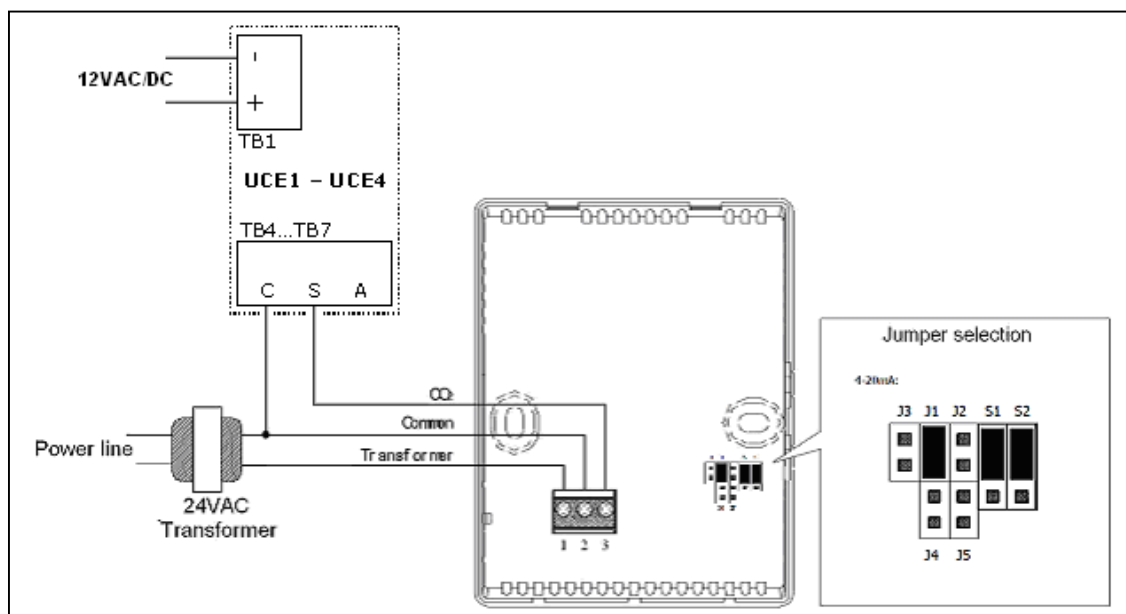 12VAC/DC
-
+
TB1
UCE1 – UCE4
TB4...TB7
C S A
CO2
Common
Transformer
Power line
24VAC
Transformer
1 2 3
Jumper selection
4-20mA:
J3 J1 J2 S1 S2
J4 J5